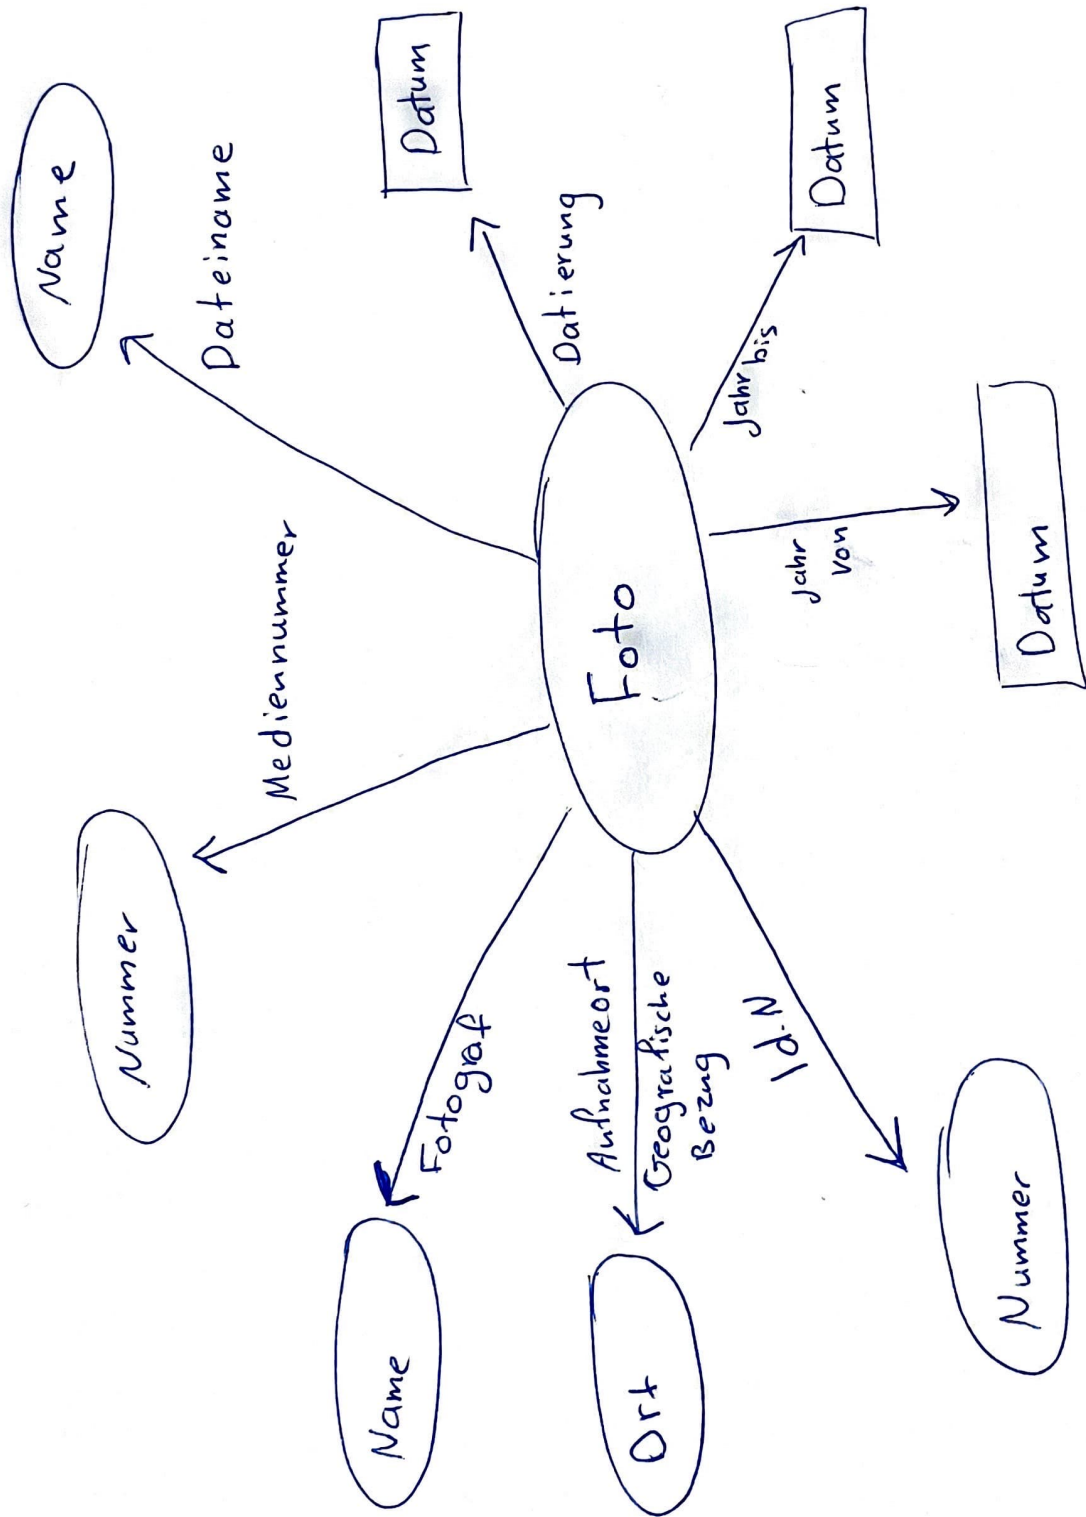 Name
Nummer
Dateiname
Mediennummer
Name
Datum
Fotograf
Datierung
Aufnahmeort
Geografische
Bezug
Foto
Ort
Jahr bis
Id.N
Datum
Jahr
von
Nummer
Datum